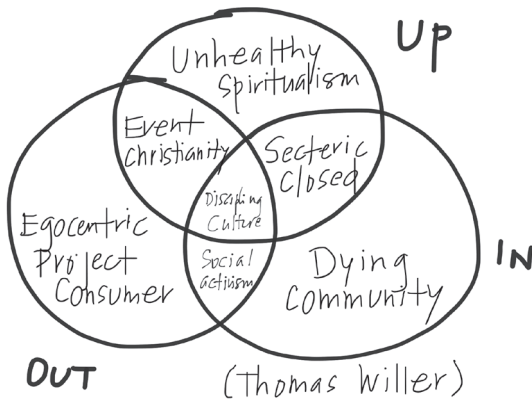 UP
Unhealthy
Spiritualism
Event
Christianity
Secteric
Closed
Discipling
Culture
Egocentric
Project
Consumer
Social
activism
Dying
Community
IN
OUT
(Thomas Willer)